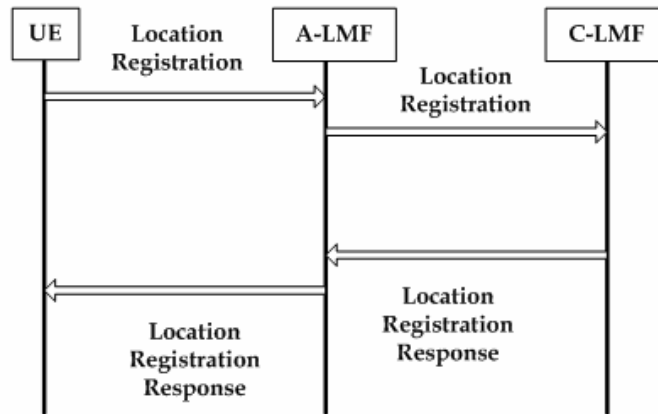 UE
A-LMF
C-LMF
Location
Registration
Location
Registration
Location
Registration
Response
Location
Registration
Response